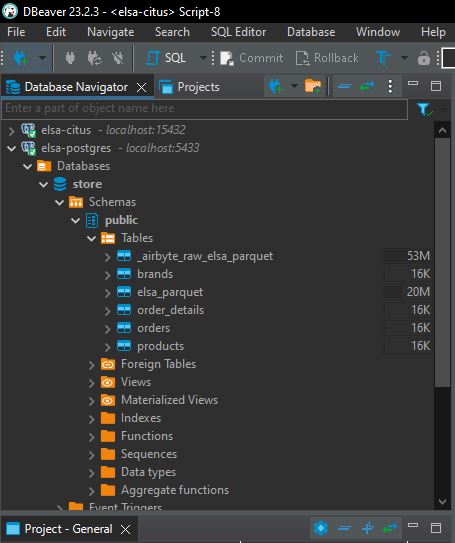 DBeaver 23.2.3 - <elsa-citus> Script-8
File Edit Navigate Search SQL Editor Database Window Help
SQL Commit Rollback T
Database Navigator Projects
Enter a part of object name here
elsa-citus - localhost:15432
elsa-postgres - localhost:5433
Databases
store
Schemas
public
Tables
_airbyte_raw_elsa_parquet 53M
brands 16K
elsa_parquet 20M
order_details 16K
orders 16K
products 16K
Foreign Tables
Views
Materialized Views
Indexes
Functions
Sequences
Data types
Aggregate functions
Event Triggers
Project - General